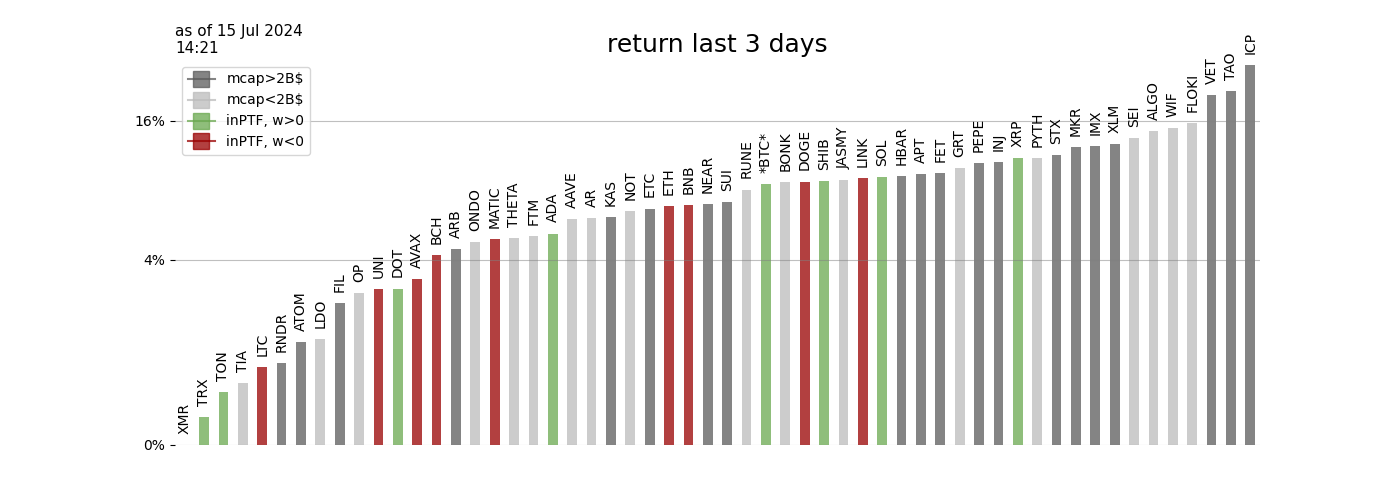 as of 15 Jul 2024
14:21
return last 3 days
mcap>2B$
mcap<2B$
inPTF, w>0
inPTF, w<0
16%
4%
0%
XMR
TRX
TON
TIA
LTC
RNDR
ATOM
LDO
FIL
OP
UNI
DOT
AVAX
BCH
ARB
ONDO
MATIC
THETA
FTM
ADA
AAVE
AR
KAS
NOT
ETC
ETH
BNB
NEAR
SUI
RUNE
*BTC*
BONK
DOGE
SHIB
JASMY
LINK
SOL
HBAR
APT
FET
GRT
PEPE
INJ
XRP
PYTH
STX
MKR
IMX
XLM
SEI
ALGO
WIF
FLOKI
VET
TAO
ICP